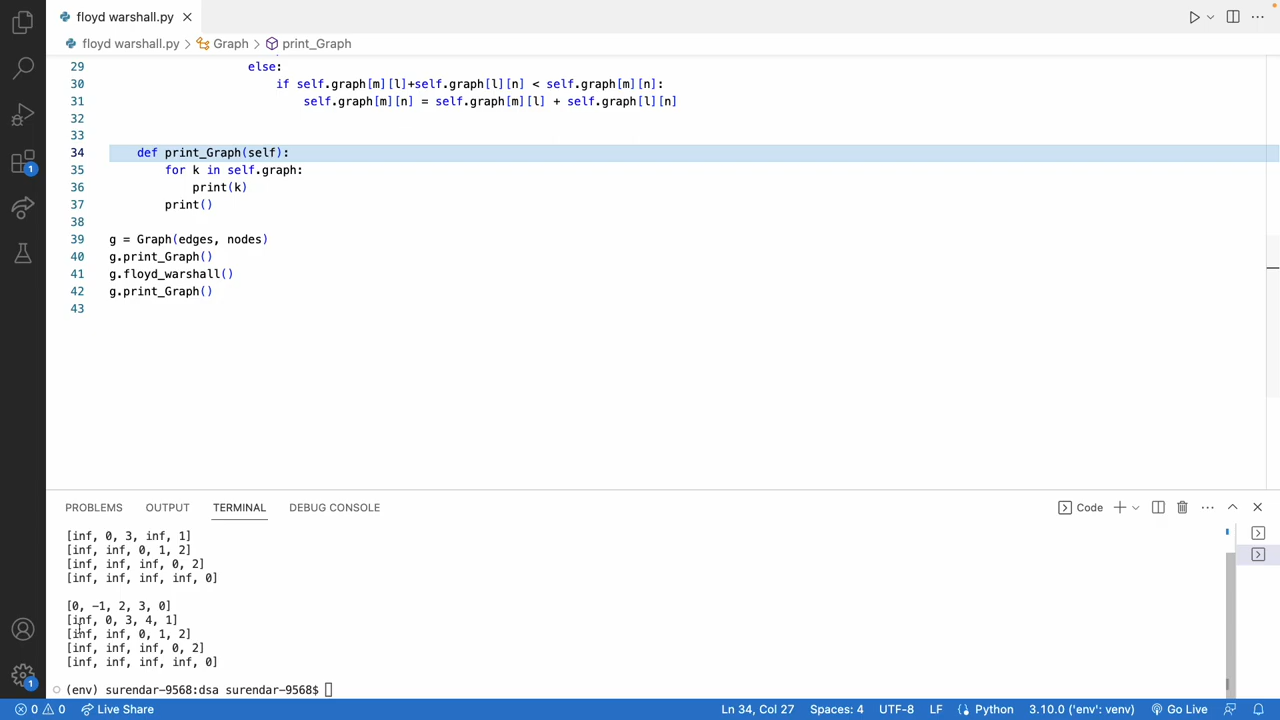 floyd warshall.py
floyd warshall.py > Graph > print_Graph
29 else:
30 if self.graph[m][l]+self.graph[l][n] < self.graph[m][n]:
31 self.graph[m][n] = self.graph[m][l] + self.graph[l][n]
32
33
34 def print_Graph(self):
35 for k in self.graph:
36 print(k)
37 print()
38
39 g = Graph(edges, nodes)
40 g.print_Graph()
41 g.floyd_warshall()
42 g.print_Graph()
43
PROBLEMS OUTPUT TERMINAL DEBUG CONSOLE Code
[inf, 0, 3, inf, 1]
[inf, inf, 0, 1, 2]
[inf, inf, inf, 0, 2]
[inf, inf, inf, inf, 0]
[0, -1, 2, 3, 0]
[inf, 0, 3, 4, 1]
[inf, inf, 0, 1, 2]
[inf, inf, inf, 0, 2]
[inf, inf, inf, inf, 0]
(env) surendar-9568:dsa surendar-9568$
1
1
0 0 Live Share Ln 34, Col 27 Spaces: 4 UTF-8 LF Python 3.10.0 ('env': venv) Go Live